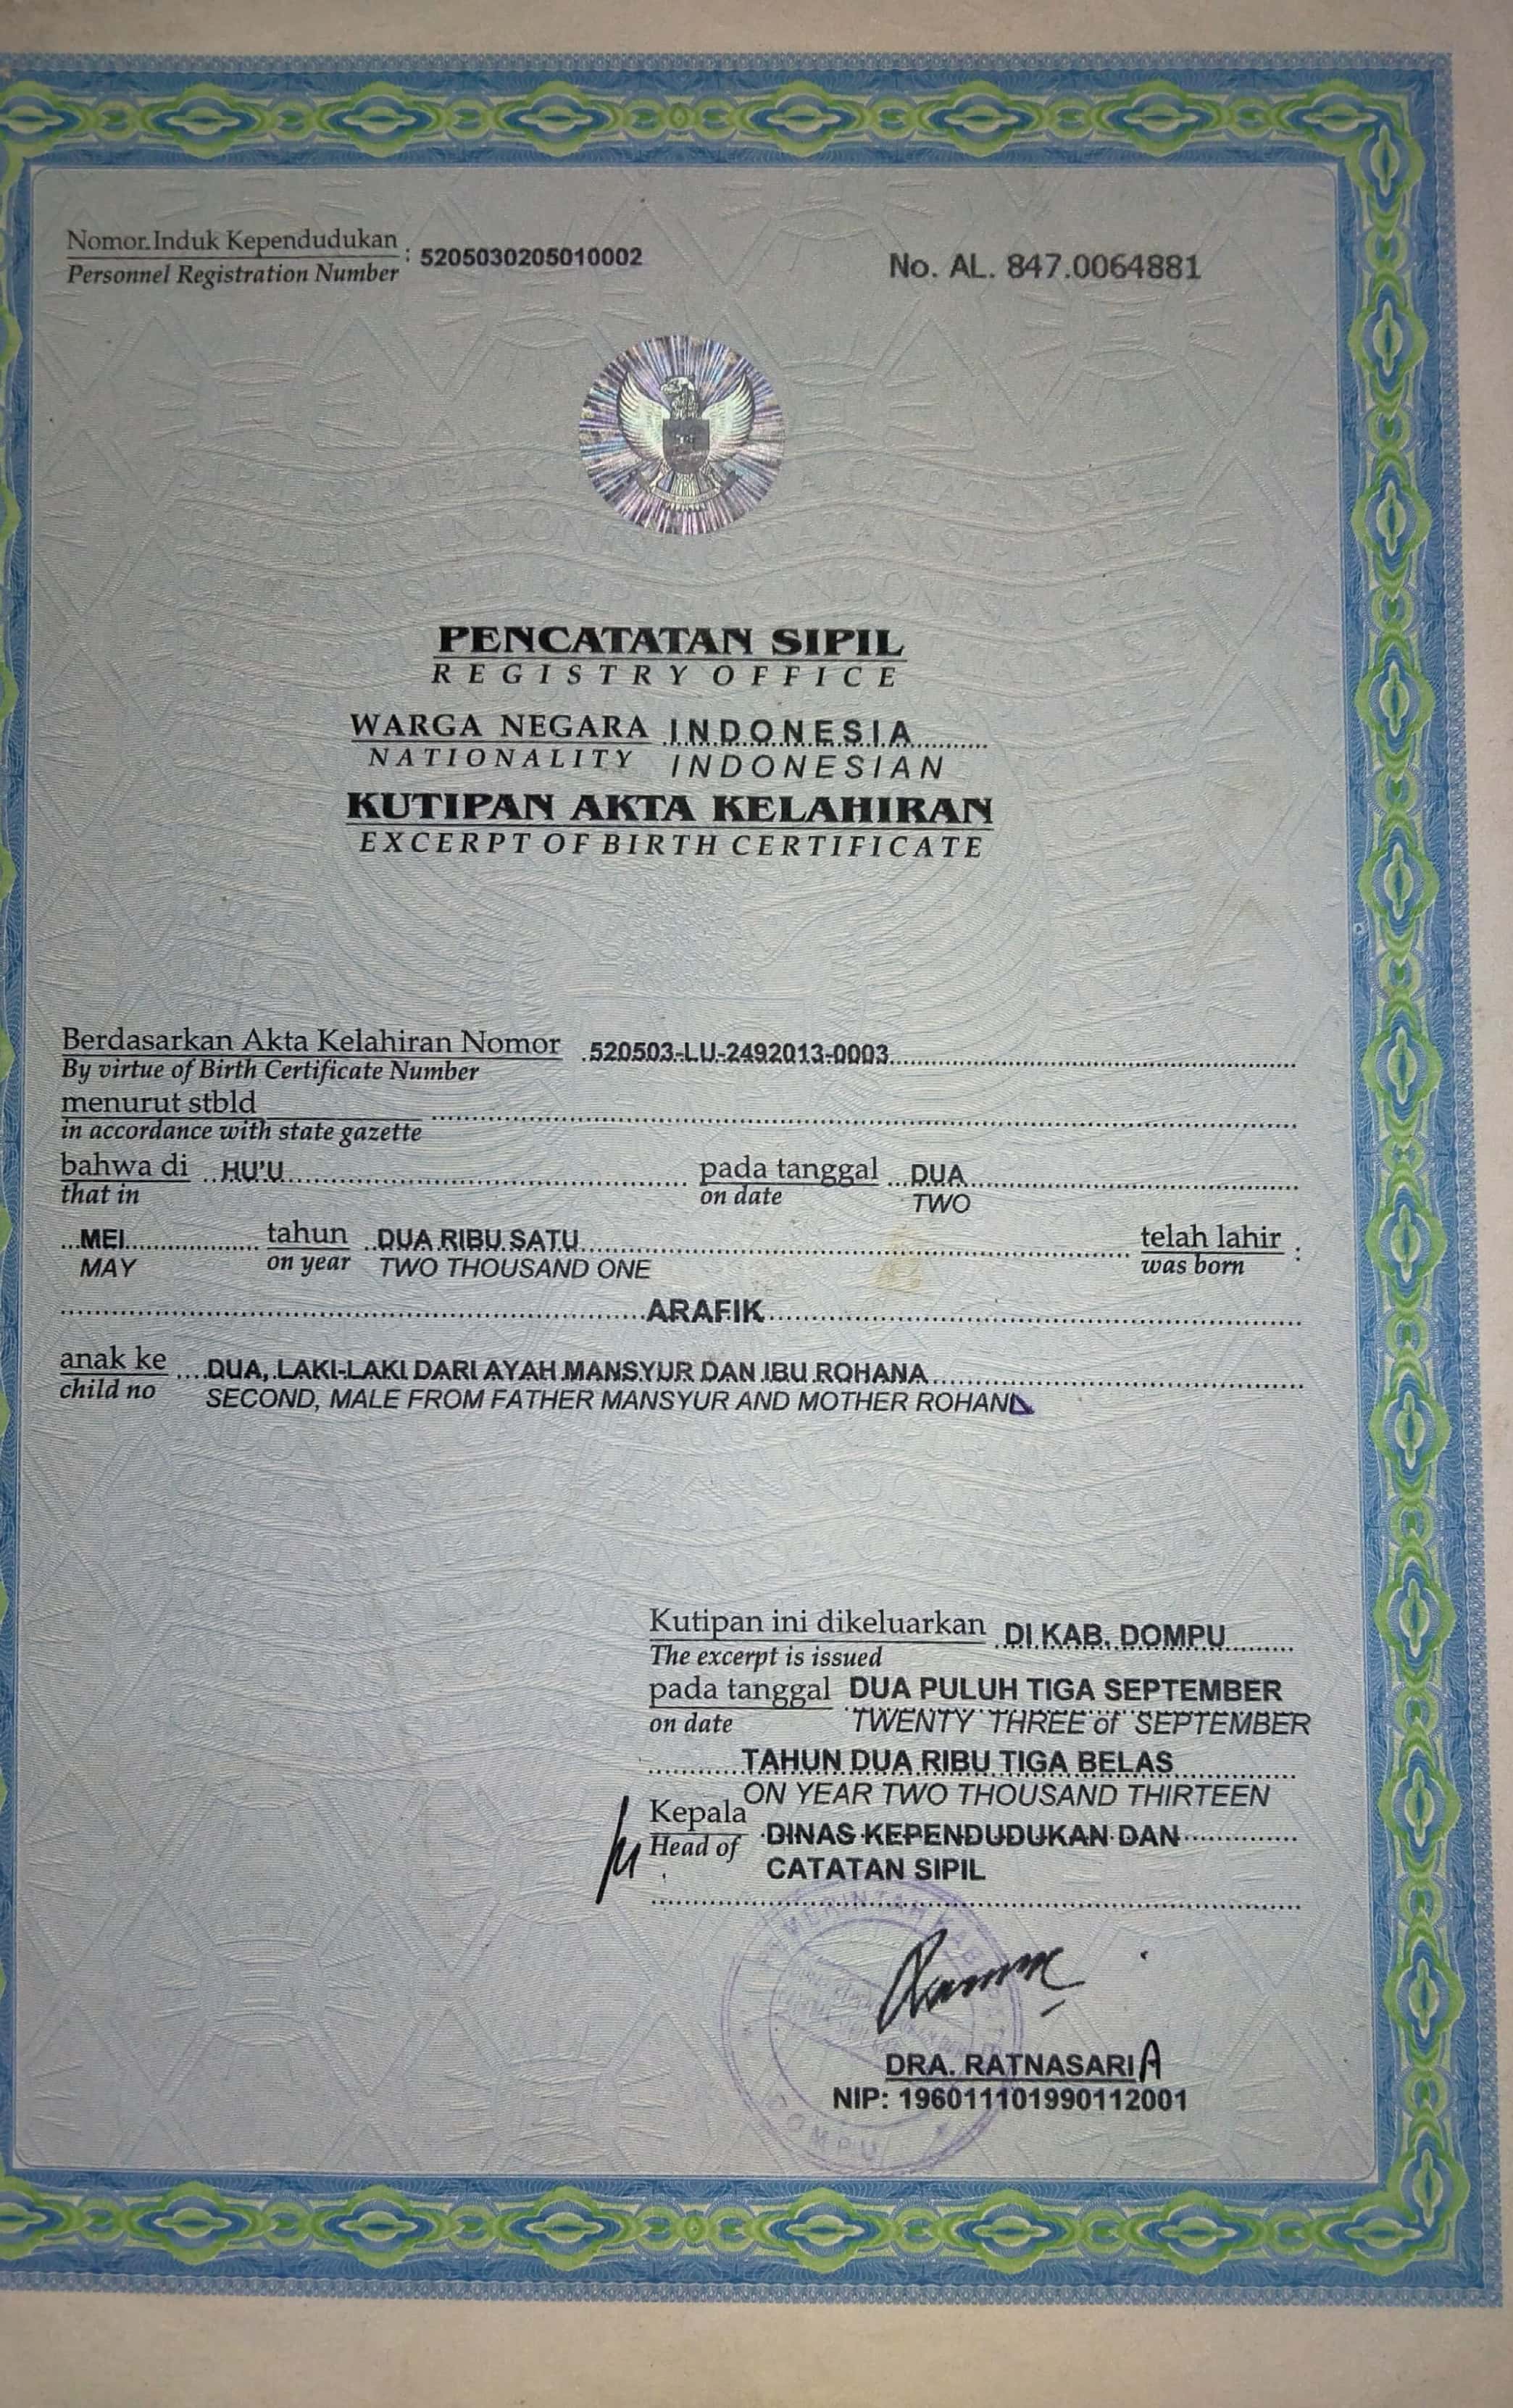 Nomor Induk Kependudukan : 5205030205010002 No. AL. 847.0064881
Personnel Registration Number
PENCATATAN SIPIL
REGISTRY OFFICE
WARGA NEGARA INDONESIA
NATIONALITY INDONESIAN
KUTIPAN AKTA KELAHIRAN
EXCERPT OF BIRTH CERTIFICATE
Berdasarkan Akta Kelahiran Nomor 520503-LU-2492013-0003
By virtue of Birth Certificate Number
menurut stbld
in accordance with state gazette
bahwa di HU'U pada tanggal DUA
that in on date TWO
MEI tahun DUA RIBU SATU telah lahir :
MAY on year TWO THOUSAND ONE was born
ARAFIK
anak ke DUA, LAKI-LAKI DARI AYAH MANSYUR DAN IBU ROHANA
child no SECOND, MALE FROM FATHER MANSYUR AND MOTHER ROHANA
Kutipan ini dikeluarkan DI KAB. DOMPU
The excerpt is issued
pada tanggal DUA PULUH TIGA SEPTEMBER
on date TWENTY THREE of SEPTEMBER
TAHUN DUA RIBU TIGA BELAS
ON YEAR TWO THOUSAND THIRTEEN
Kepala DINAS KEPENDUDUKAN DAN
Head of CATATAN SIPIL
DRA. RATNASARIA
NIP: 196011101990112001
DOMPU